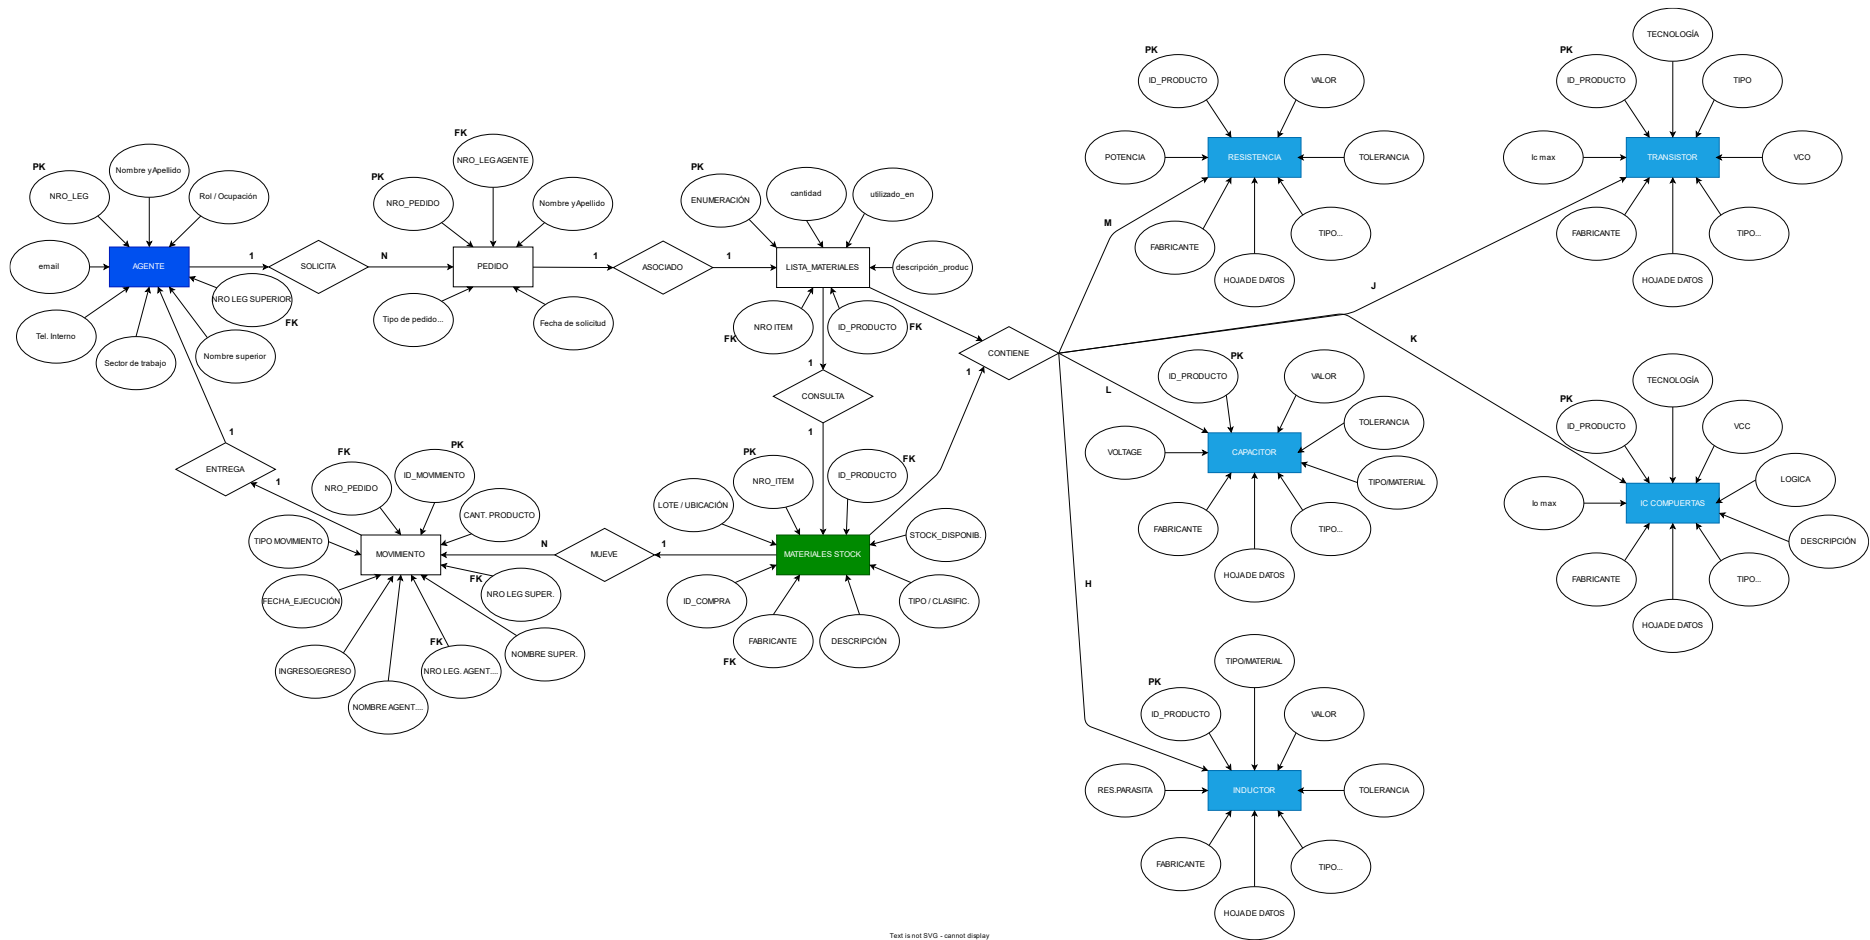 TECNOLOGÍA
PK
PK
ID_PRODUCTO
VALOR
ID_PRODUCTO
TIPO
FK
NRO_LEG AGENTE
POTENCIA
RESISTENCIA
TOLERANCIA
Ic max
TRANSISTOR
VCO
PK
Nombre y Apellido
NRO_LEG
Rol / Ocupación
PK
NRO_PEDIDO
Nombre y Apellido
PK
ENUMERACIÓN
cantidad
utilizado_en
M
FABRICANTE
TIPO...
FABRICANTE
TIPO...
email
AGENTE
1
SOLICITA
N
PEDIDO
1
ASOCIADO
1
LISTA_MATERIALES
descripción_produc
HOJA DE DATOS
HOJA DE DATOS
J
NRO LEG SUPERIOR
FK
Tel. Interno
Tipo de pedido...
Fecha de solicitud
NRO ITEM
FK
ID_PRODUCTO
FK
K
Sector de trabajo
Nombre superior
CONTIENE
1
1
CONSULTA
1
L
ID_PRODUCTO
PK
VALOR
TECNOLOGÍA
PK
ID_PRODUCTO
VCC
1
ENTREGA
1
TOLERANCIA
VOLTAGE
CAPACITOR
TIPO/MATERIAL
LOGICA
FK
NRO_PEDIDO
PK
ID_MOVIMIENTO
PK
NRO_ITEM
ID_PRODUCTO
FK
LOTE / UBICACIÓN
CANT. PRODUCTO
Io max
IC COMPUERTAS
FABRICANTE
TIPO...
TIPO MOVIMIENTO
MOVIMIENTO
N
MUEVE
1
MATERIALES STOCK
STOCK_DISPONIB.
DESCRIPCIÓN
HOJA DE DATOS
FABRICANTE
TIPO...
H
FK
NRO LEG SUPER.
FECHA_EJECUCIÓN
ID_COMPRA
TIPO / CLASIFIC.
HOJA DE DATOS
FABRICANTE
FK
DESCRIPCIÓN
FK
INGRESO/EGRESO
NRO LEG. AGENT....
NOMBRE SUPER.
NOMBRE AGENT....
TIPO/MATERIAL
PK
ID_PRODUCTO
VALOR
RES.PARASITA
INDUCTOR
TOLERANCIA
FABRICANTE
TIPO...
HOJA DE DATOS
Text is not SVG - cannot display